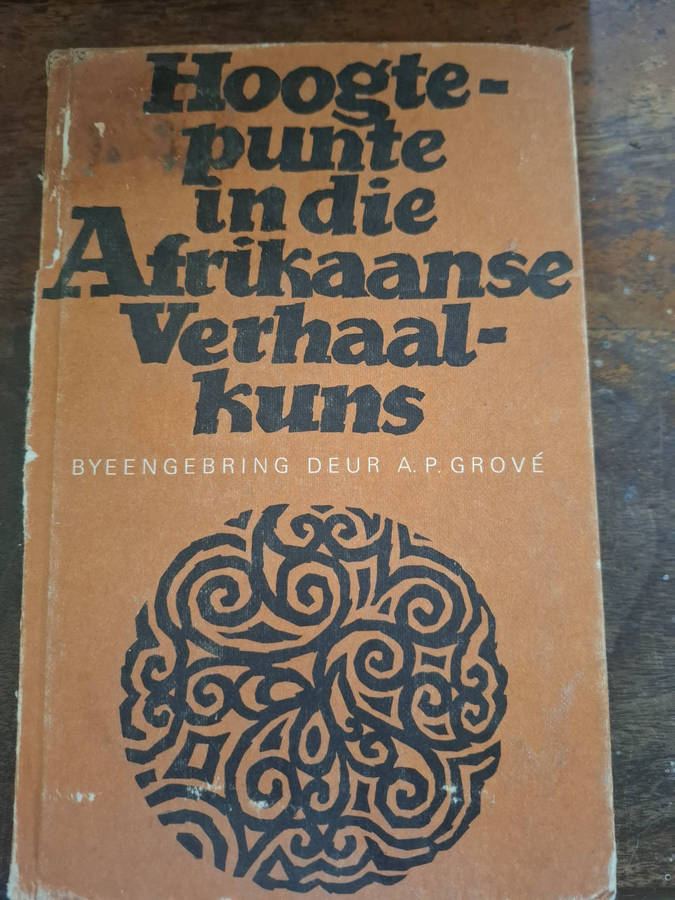 Hoogte-
punte
in die
Afrikaanse
Verhaal-
kuns
BYEENGEBRING DEUR A. P. GROVÉ